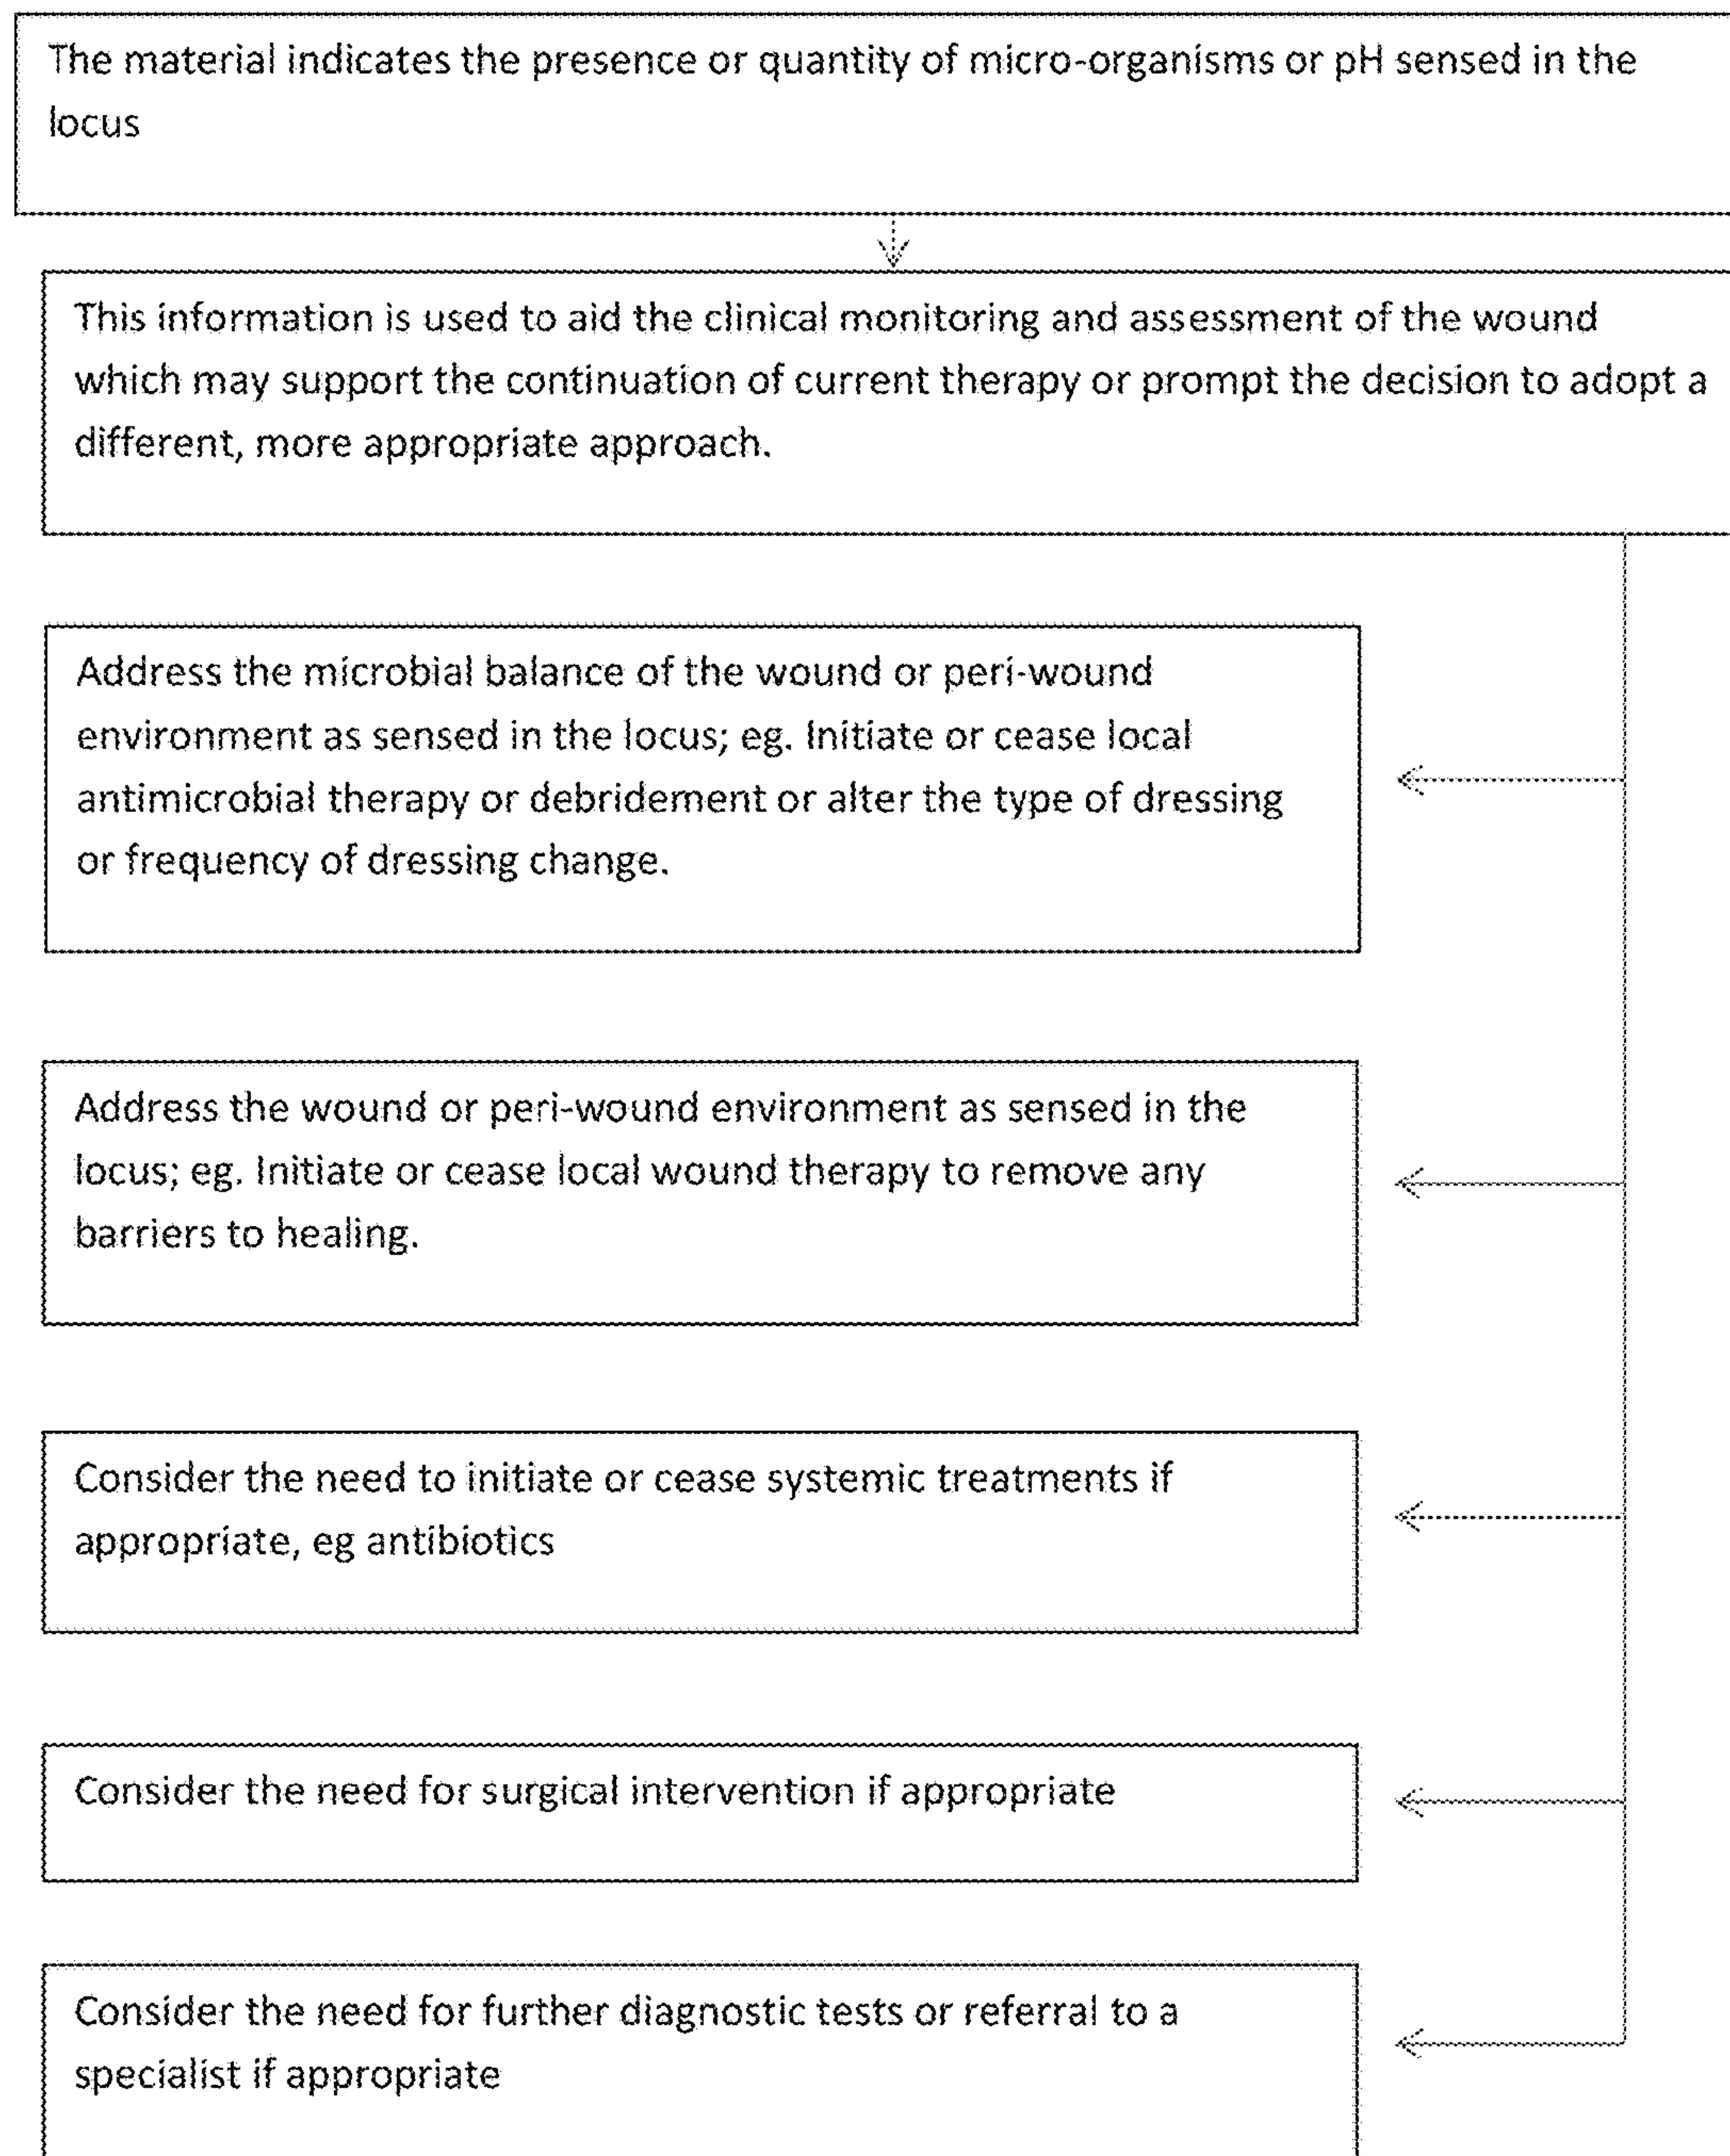 The material indicates the presence or quantity of micro-organisms or pH sensed in the
locus
This information is used to aid the clinical monitoring and assessment of the wound
which may support the continuation of current therapy or prompt the decision to adopt a
different, more appropriate approach.
Address the microbial balance of the wound or peri-wound
environment as sensed in the locus; eg. Initiate or cease local
antimicrobial therapy or debridement or alter the type of dressing
or frequency of dressing change.
Address the wound or peri-wound environment as sensed in the
locus; eg. Initiate or cease local wound therapy to remove any
barriers to healing.
Consider the need to initiate or cease systemic treatments if
appropriate, eg antibiotics
Consider the need for surgical intervention if appropriate
Consider the need for further diagnostic tests or referral to a
specialist if appropriate